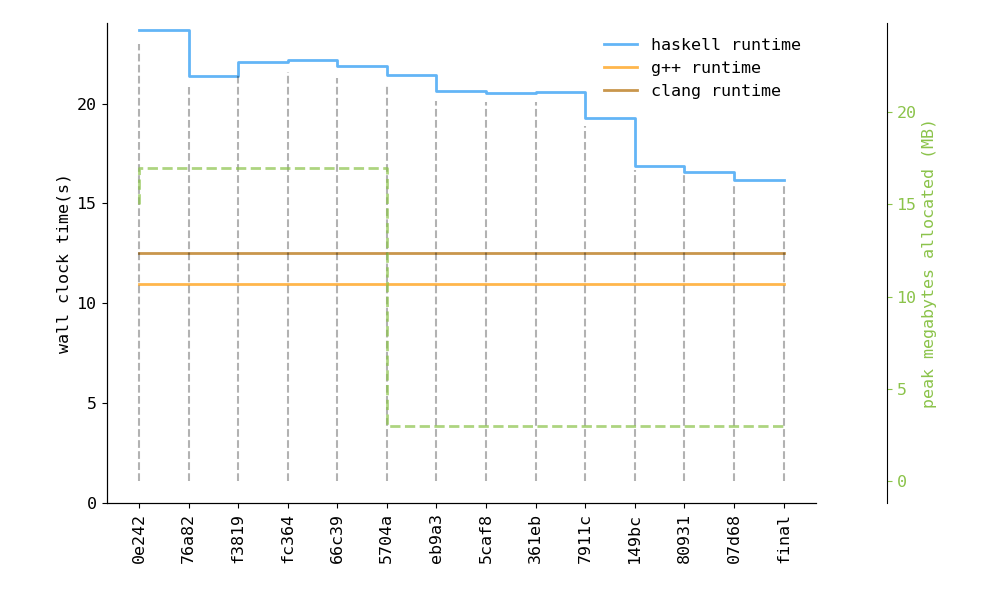 haskell runtime
g++ runtime
clang runtime
wall clock time(s)
20
15
10
5
0
peak megabytes allocated (MB)
20
15
10
5
0
0e242
76a82
f3819
fc364
66c39
5704a
eb9a3
5caf8
361eb
7911c
149bc
80931
07d68
final